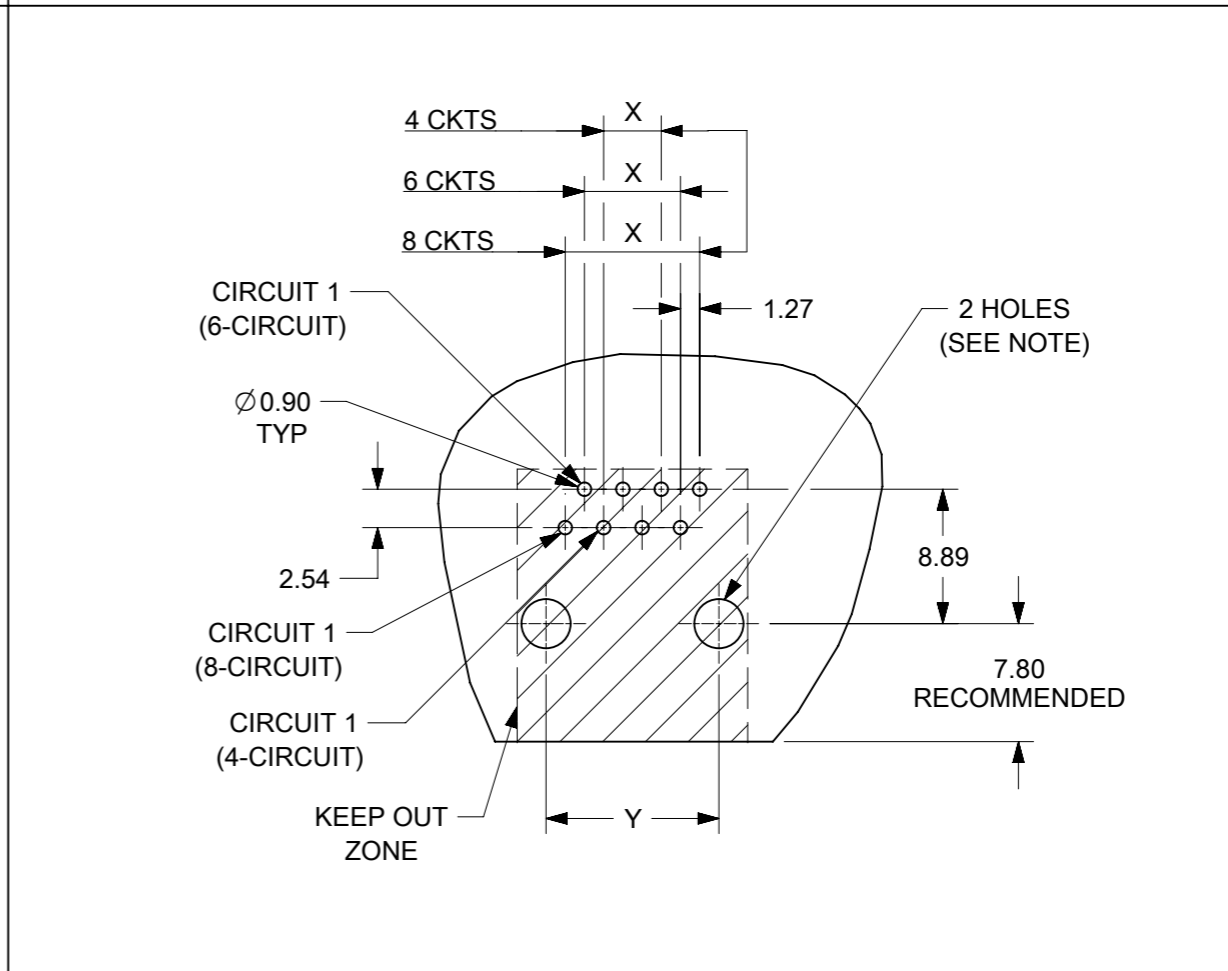 4 CKTS
X
6 CKTS
X
8 CKTS
X
CIRCUIT 1
(6-CIRCUIT)
1.27
2 HOLES
(SEE NOTE)
∅0.90
TYP
2.54
8.89
CIRCUIT 1
(8-CIRCUIT)
7.80
RECOMMENDED
CIRCUIT 1
(4-CIRCUIT)
KEEP OUT
ZONE
Y